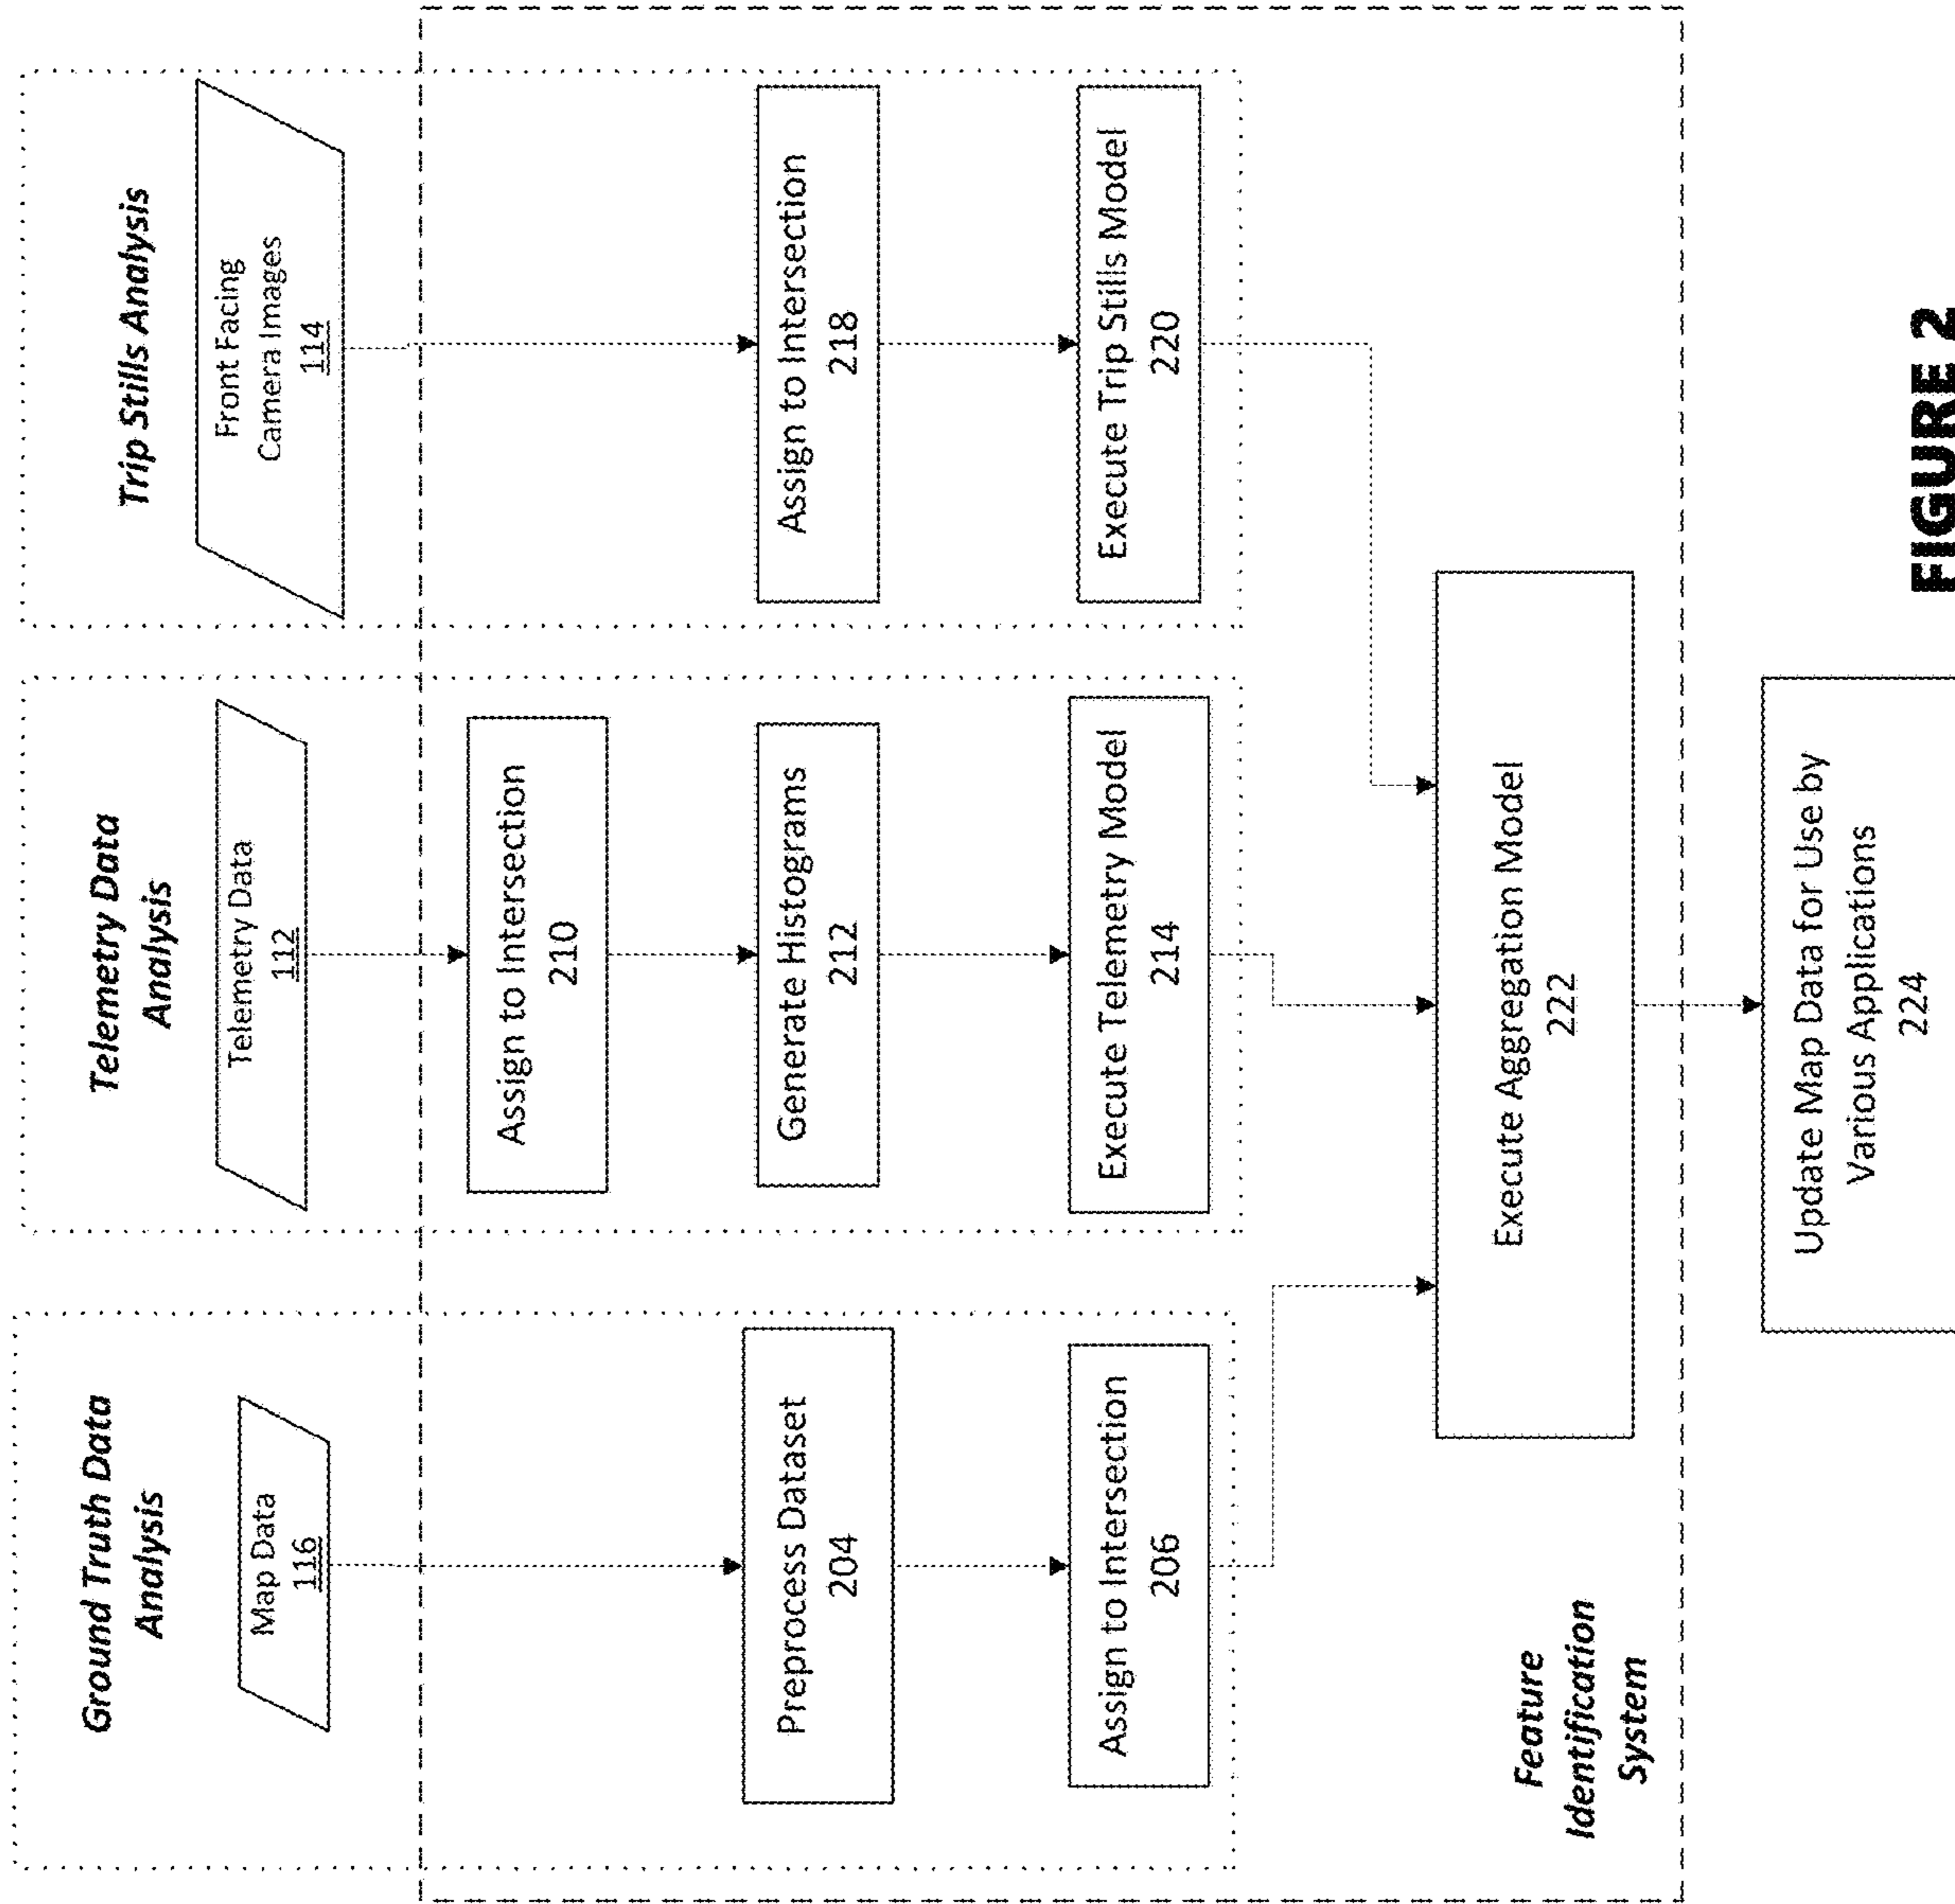 Ground Truth Data
Analysis
Map Data
116
Preprocess Dataset
204
Assign to Intersection
206
Telemetry Data
Analysis
Telemetry Data
112
Assign to Intersection
210
Generate Histograms
212
Execute Telemetry Model
214
Trip Stills Analysis
Front Facing
Camera Images
114
Assign to Intersection
218
Execute Trip Stills Model
220
Execute Aggregation Model
222
Feature
Identification
System
Update Map Data for Use by
Various Applications
224
FIGURE 2